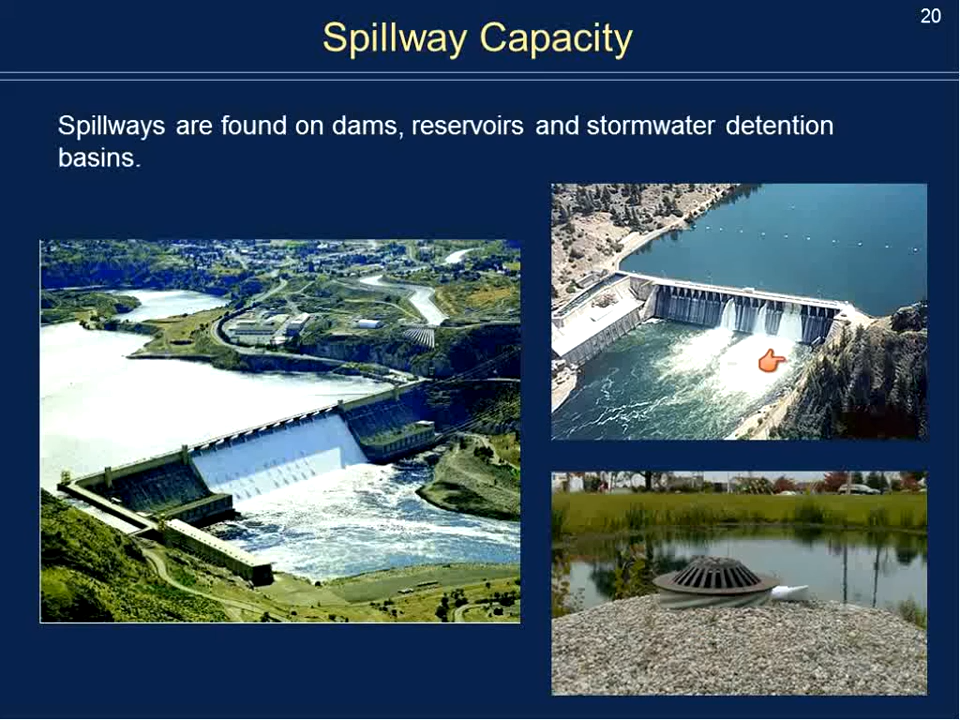 20
Spillway Capacity
Spillways are found on dams, reservoirs and stormwater detention
basins.